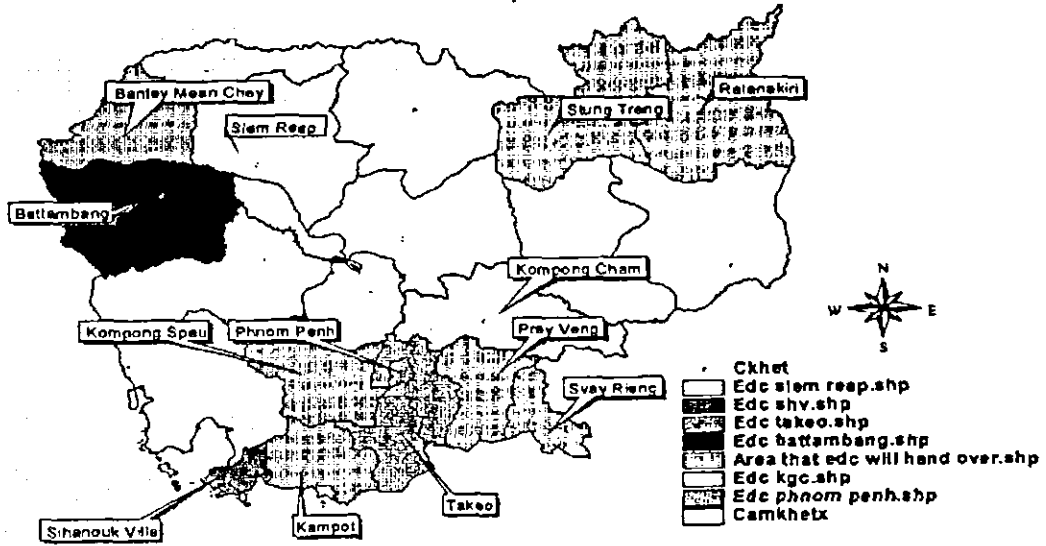 Bantey Mean Chey
Ratanakiri
Stung Treng
Siem Reap
Battambang
Kompong Cham
N
W E
S
Kompong Spau
Phnom Penh
Prey Veng
Svay Rieng
Ckhet
Edc siem reap.shp
Edc shv.shp
Edc takeo.shp
Edc battambang.shp
Area that edc will hand over.shp
Edc kgc.shp
Edc phnom penh.shp
Camkhetx
Takeo
Sihanouk Ville
Kampot